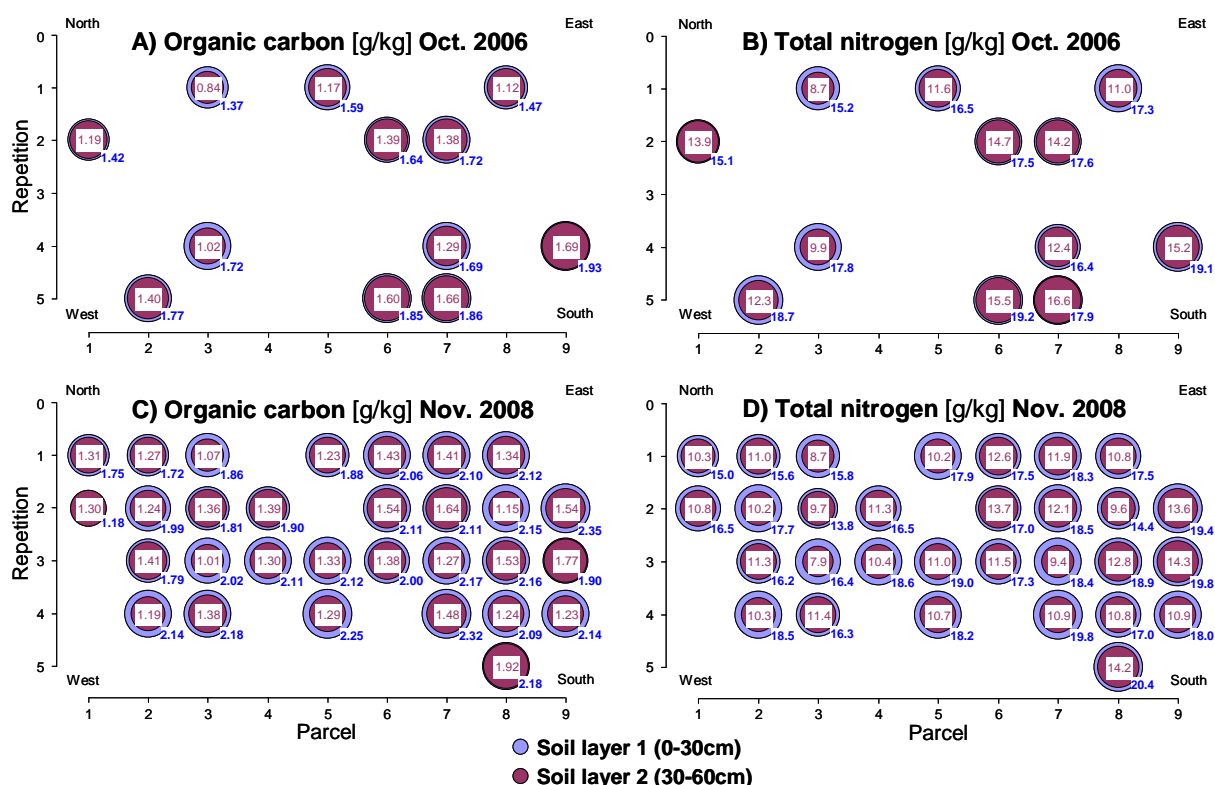 North East North East
A) Organic carbon [g/kg] Oct. 2006
B) Total nitrogen [g/kg] Oct. 2006
Repetition
0
1 0.84 1.37 1.17 1.59 1.12 1.47
2 1.19 1.42 1.39 1.64 1.38 1.72
3
4 1.02 1.72 1.29 1.69 1.69 1.93
5 1.40 1.77 1.60 1.85 1.66 1.86
West South
1 2 3 4 5 6 7 8 9
0
1 8.7 15.2 11.6 16.5 11.0 17.3
2 13.9 15.1 14.7 17.5 14.2 17.6
3
4 9.9 17.8 12.4 16.4 15.2 19.1
5 12.3 18.7 15.5 19.2 16.6 17.9
West South
1 2 3 4 5 6 7 8 9
North East North East
C) Organic carbon [g/kg] Nov. 2008
D) Total nitrogen [g/kg] Nov. 2008
Repetition
0
1 1.31 1.75 1.27 1.72 1.07 1.86 1.23 1.88 1.43 2.06 1.41 2.10 1.34 2.12
2 1.30 1.18 1.24 1.99 1.36 1.81 1.39 1.90 1.54 2.11 1.64 2.11 1.15 2.15 1.54 2.35
3 1.41 1.79 1.01 2.02 1.30 2.11 1.33 2.12 1.38 2.00 1.27 2.17 1.53 2.16 1.77 1.90
4 1.19 2.14 1.38 2.18 1.29 2.25 1.48 2.32 1.24 2.09 1.23 2.14
5 1.92 2.18
West South
1 2 3 4 5 6 7 8 9
Parcel
0
1 10.3 15.0 11.0 15.6 8.7 15.8 10.2 17.9 12.6 17.5 11.9 18.3 10.8 17.5
2 10.8 16.5 10.2 17.7 9.7 13.8 11.3 16.5 13.7 17.0 12.1 18.5 9.6 14.4 13.6 19.4
3 11.3 16.2 7.9 16.4 10.4 18.6 11.0 19.0 11.5 17.3 9.4 18.4 12.8 18.9 14.3 19.8
4 10.3 18.5 11.4 16.3 10.7 18.2 10.9 19.8 10.8 17.0 10.9 18.0
5 14.2 20.4
West South
1 2 3 4 5 6 7 8 9
Parcel
Soil layer 1 (0-30cm)
Soil layer 2 (30-60cm)